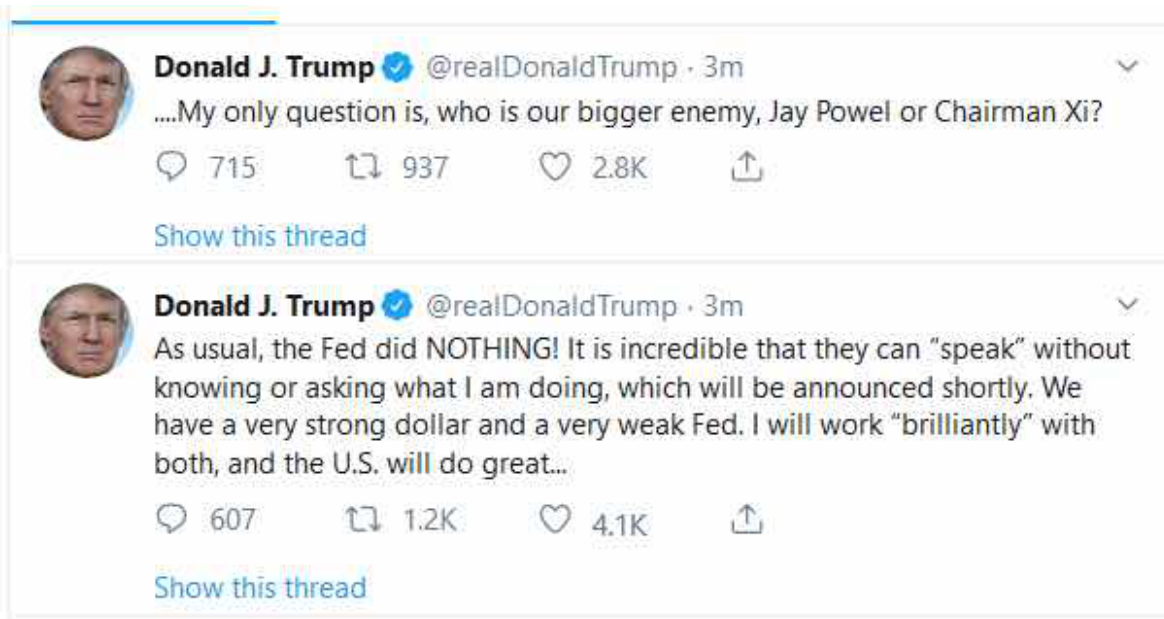 Donald J. Trump @realDonaldTrump · 3m
....My only question is, who is our bigger enemy, Jay Powel or Chairman Xi?
715 937 2.8K
Show this thread
Donald J. Trump @realDonaldTrump · 3m
As usual, the Fed did NOTHING! It is incredible that they can “speak” without
knowing or asking what I am doing, which will be announced shortly. We
have a very strong dollar and a very weak Fed. I will work “brilliantly” with
both, and the U.S. will do great...
607 1.2K 4.1K
Show this thread